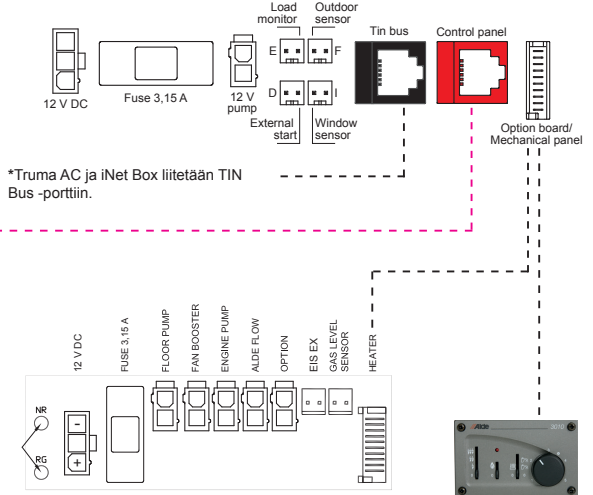 Load
monitor
Outdoor
sensor
Tin bus
Control panel
E
F
D
I
12 V DC
Fuse 3,15 A
12 V
pump
External
start
Window
sensor
Option board/
Mechanical panel
*Truma AC ja iNet Box liitetään TIN
Bus -porttiin.
12 V DC
FUSE 3,15 A
FLOOR PUMP
FAN BOOSTER
ENGINE PUMP
ALDE FLOW
OPTION
EIS EX
GAS LEVEL
SENSOR
HEATER
NR
RG
-
+
Alde
3010